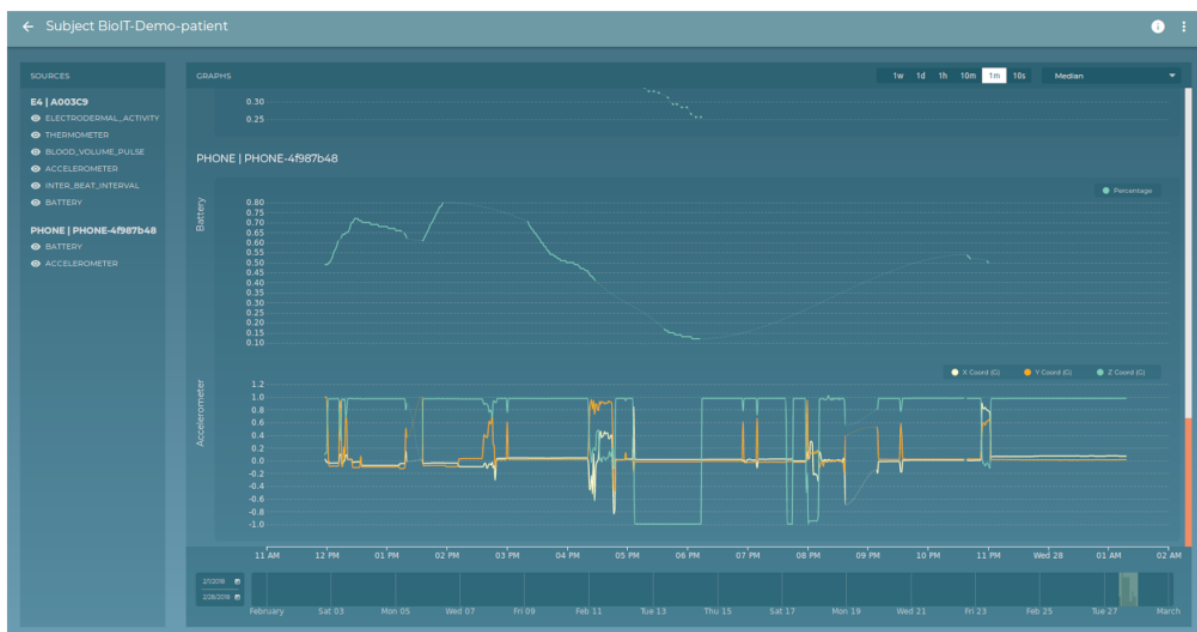 Subject BioIT-Demo-patient
SOURCES
E4 | A003C9
ELECTRODERMAL_ACTIVITY
THERMOMETER
BLOOD_VOLUME_PULSE
ACCELEROMETER
INTER_BEAT_INTERVAL
BATTERY
PHONE | PHONE-4f987b48
BATTERY
ACCELEROMETER
GRAPHS
1w 1d 1h 10m 1m 10s Median
0.30
0.25
PHONE | PHONE-4f987b48
Battery
Percentage
0.80
0.75
0.70
0.65
0.60
0.55
0.50
0.45
0.40
0.35
0.30
0.25
0.20
0.15
0.10
Accelerometer
X Coord (G) Y Coord (G) Z Coord (G)
1.2
1.0
0.8
0.6
0.4
0.2
0.0
-0.2
-0.4
-0.6
-0.8
-1.0
11 AM 12 PM 01 PM 02 PM 03 PM 04 PM 05 PM 06 PM 07 PM 08 PM 09 PM 10 PM 11 PM Wed 28 01 AM 02 AM
2/1/2018
2/28/2018
February Sat 03 Mon 05 Wed 07 Fri 09 Feb 11 Tue 13 Thu 15 Sat 17 Mon 19 Wed 21 Fri 23 Feb 25 Tue 27 March